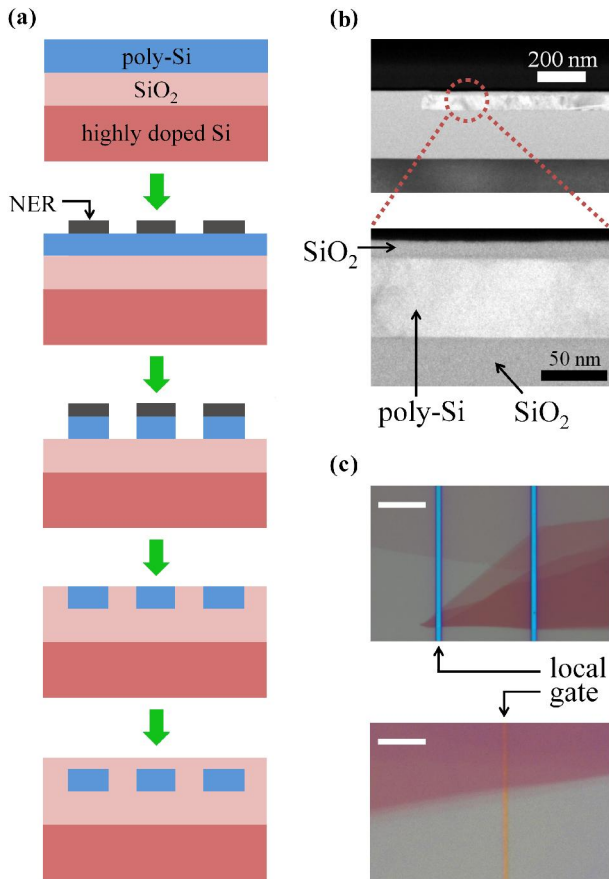 (a)
poly-Si
SiO₂
highly doped Si
NER
(b)
200 nm
SiO₂
50 nm
poly-Si
SiO₂
(c)
local
gate